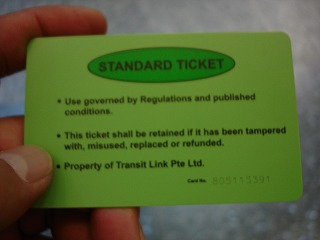 STANDARD TICKET
• Use governed by Regulations and published
conditions.
• This ticket shall be retained if it has been tampered
with, misused, replaced or refunded.
• Property of Transit Link Pte Ltd.
Card No.